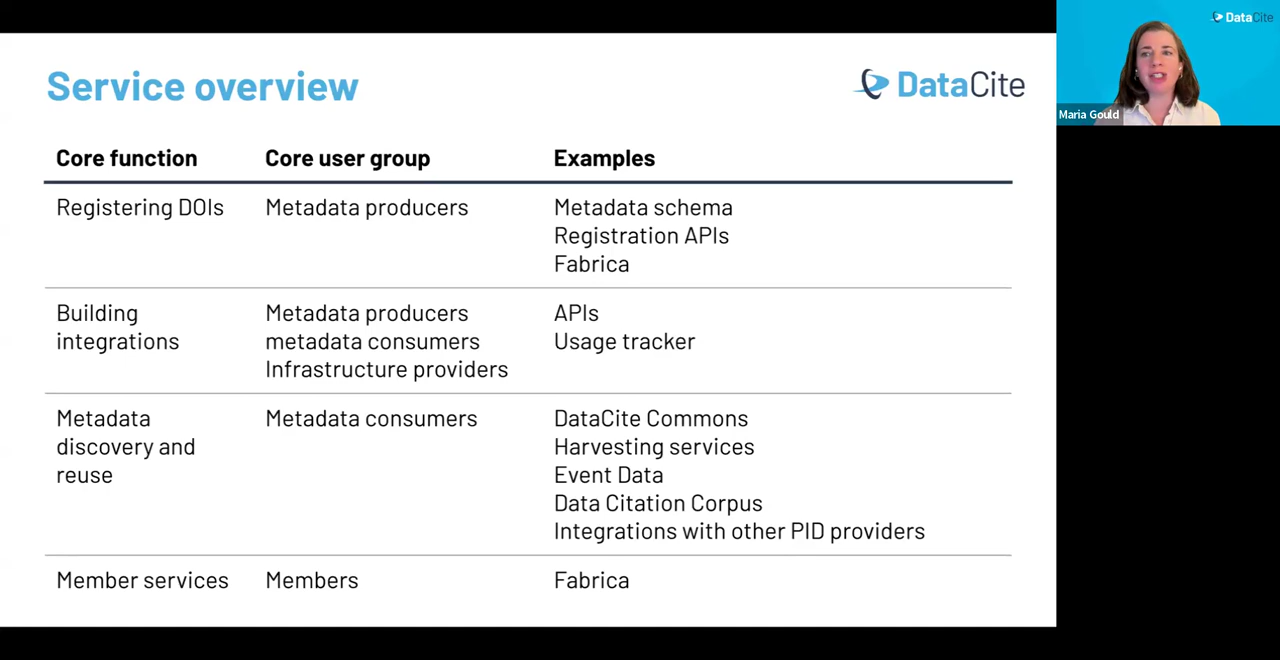 Service overview
DataCite
Core function Core user group Examples
Registering DOIs Metadata producers Metadata schema
Registration APIs
Fabrica
Building Metadata producers APIs
integrations metadata consumers Usage tracker
Infrastructure providers
Metadata Metadata consumers DataCite Commons
discovery and Harvesting services
reuse Event Data
Data Citation Corpus
Integrations with other PID providers
Member services Members Fabrica
DataCite
Maria Gould